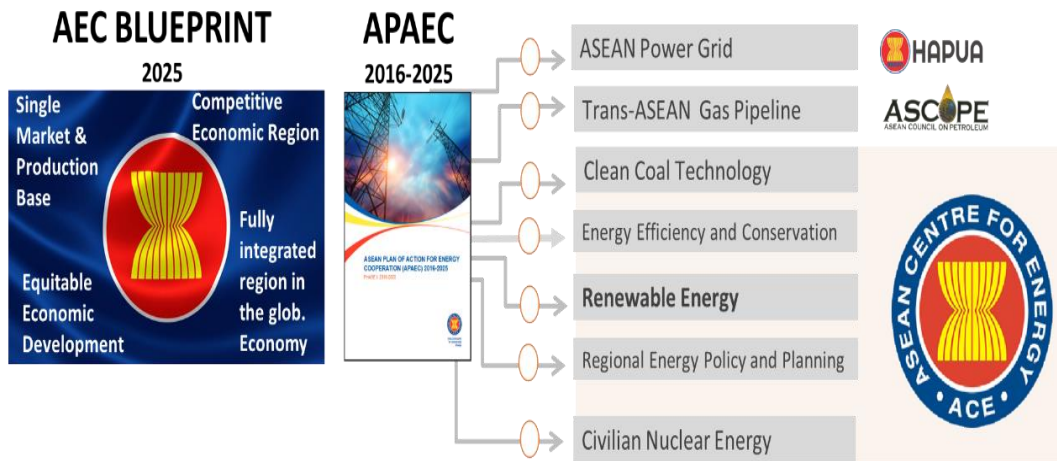 AEC BLUEPRINT
2025
Single
Market &
Production
Base
Competitive
Economic Region
Equitable
Economic
Development
Fully
integrated
region in
the glob.
Economy
APAEC
2016-2025
ASEAN PLAN OF ACTION FOR ENERGY
COOPERATION (APAEC) 2016-2025
ASEAN Power Grid
Trans-ASEAN Gas Pipeline
Clean Coal Technology
Energy Efficiency and Conservation
Renewable Energy
Regional Energy Policy and Planning
Civilian Nuclear Energy
HAPUA
ASCOPE
ASEAN COUNCIL ON PETROLEUM
ASEAN CENTRE FOR ENERGY
• ACE •